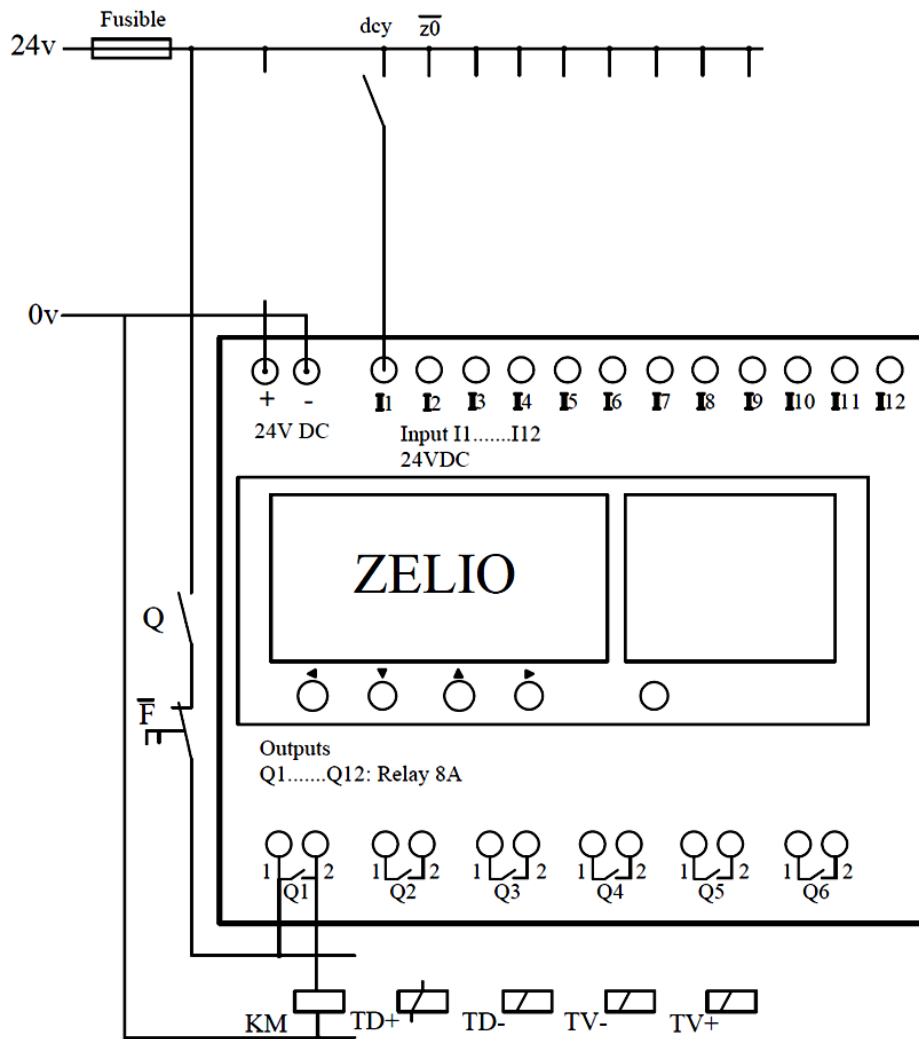 Fusible
dcy z̅0̅
24v
0v
+ -
I1 I2 I3 I4 I5 I6 I7 I8 I9 I10 I11 I12
24V DC
Input I1.......I12
24VDC
ZELIO
Q
F̅
Outputs
Q1.......Q12: Relay 8A
1 2 1 2 1 2 1 2 1 2 1 2
Q1 Q2 Q3 Q4 Q5 Q6
KM TD+ TD- TV- TV+